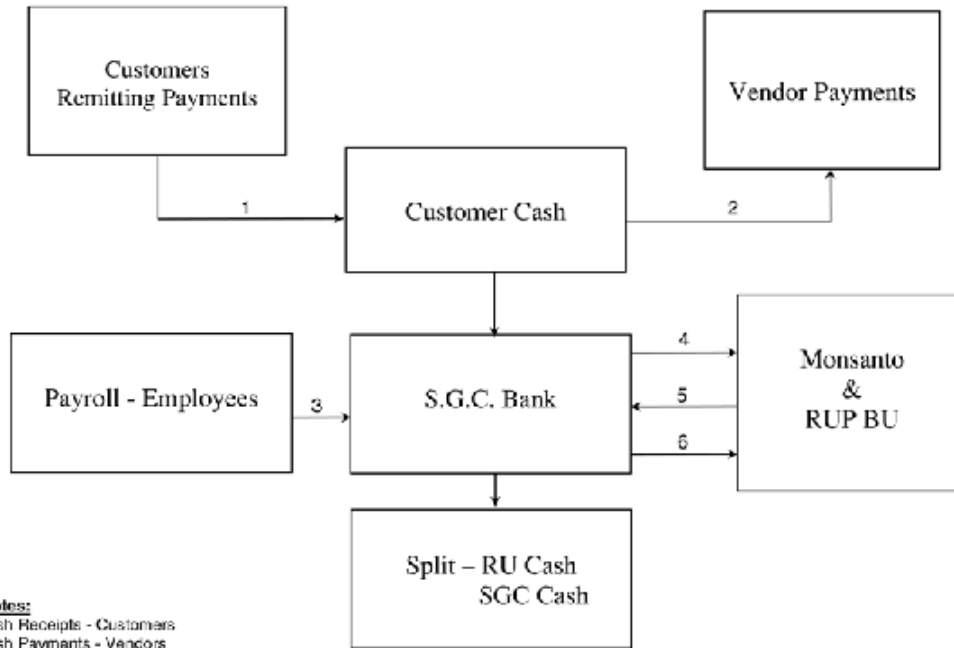 Customers
Remitting Payments
Vendor Payments
1
Customer Cash
2
Payroll - Employees
3
S.G.C. Bank
4
5
6
Monsanto
&
RUP BU
Split – RU Cash
SGC Cash
Receipts - Customers
Payments - Vendors